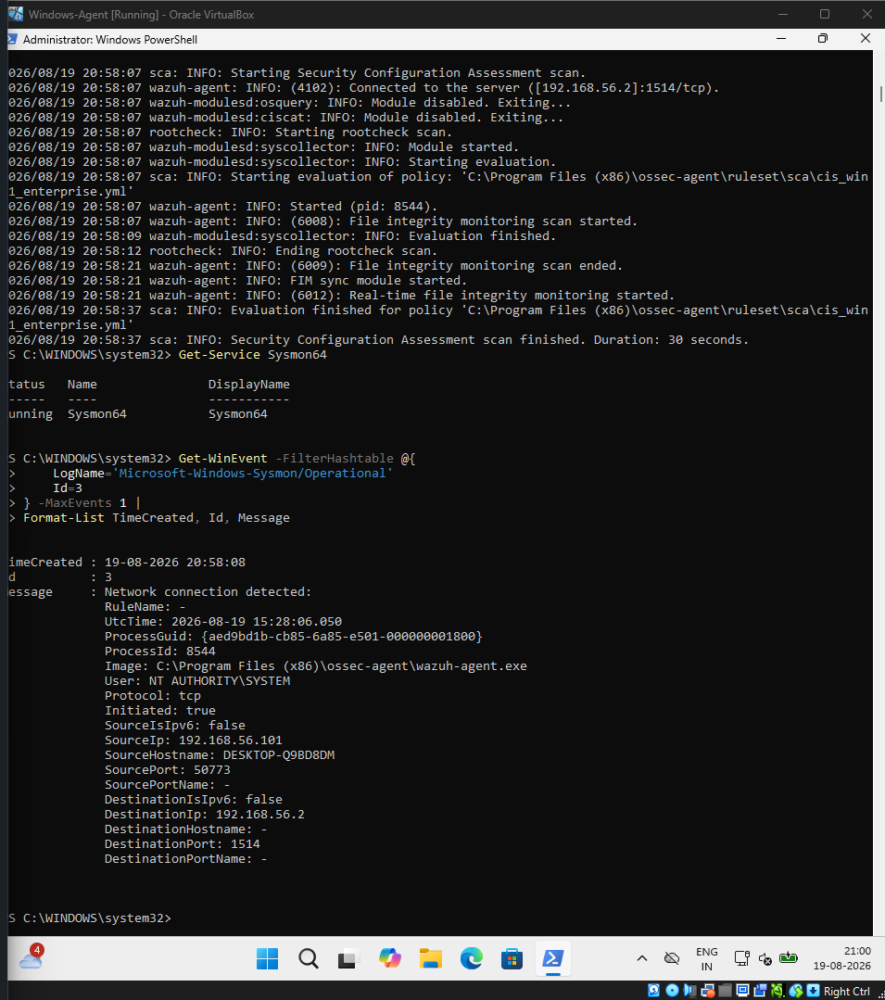 Windows-Agent [Running] - Oracle VirtualBox
Administrator: Windows PowerShell
026/08/19 20:58:07 sca: INFO: Starting Security Configuration Assessment scan.
026/08/19 20:58:07 wazuh-agent: INFO: (4102): Connected to the server ([192.168.56.2]:1514/tcp).
026/08/19 20:58:07 wazuh-modulesd:osquery: INFO: Module disabled. Exiting...
026/08/19 20:58:07 wazuh-modulesd:ciscat: INFO: Module disabled. Exiting...
026/08/19 20:58:07 rootcheck: INFO: Starting rootcheck scan.
026/08/19 20:58:07 wazuh-modulesd:syscollector: INFO: Module started.
026/08/19 20:58:07 wazuh-modulesd:syscollector: INFO: Starting evaluation.
026/08/19 20:58:07 sca: INFO: Starting evaluation of policy: 'C:\Program Files (x86)\ossec-agent\ruleset\sca\cis_win
1_enterprise.yml'
026/08/19 20:58:07 wazuh-agent: INFO: Started (pid: 8544).
026/08/19 20:58:07 wazuh-agent: INFO: (6008): File integrity monitoring scan started.
026/08/19 20:58:09 wazuh-modulesd:syscollector: INFO: Evaluation finished.
026/08/19 20:58:12 rootcheck: INFO: Ending rootcheck scan.
026/08/19 20:58:21 wazuh-agent: INFO: (6009): File integrity monitoring scan ended.
026/08/19 20:58:21 wazuh-agent: INFO: FIM sync module started.
026/08/19 20:58:21 wazuh-agent: INFO: (6012): Real-time file integrity monitoring started.
026/08/19 20:58:37 sca: INFO: Evaluation finished for policy 'C:\Program Files (x86)\ossec-agent\ruleset\sca\cis_win
1_enterprise.yml'
026/08/19 20:58:37 sca: INFO: Security Configuration Assessment scan finished. Duration: 30 seconds.
S C:\WINDOWS\system32> Get-Service Sysmon64
tatus   Name               DisplayName
-----   ----               -----------
unning  Sysmon64           Sysmon64
S C:\WINDOWS\system32> Get-WinEvent -FilterHashtable @{
>     LogName='Microsoft-Windows-Sysmon/Operational'
>     Id=3
> } -MaxEvents 1 |
> Format-List TimeCreated, Id, Message
imeCreated : 19-08-2026 20:58:08
d          : 3
essage     : Network connection detected:
RuleName: -
UtcTime: 2026-08-19 15:28:06.050
ProcessGuid: {aed9bd1b-cb85-6a85-e501-000000001800}
ProcessId: 8544
Image: C:\Program Files (x86)\ossec-agent\wazuh-agent.exe
User: NT AUTHORITY\SYSTEM
Protocol: tcp
Initiated: true
SourceIsIpv6: false
SourceIp: 192.168.56.101
SourceHostname: DESKTOP-Q9BD8DM
SourcePort: 50773
SourcePortName: -
DestinationIsIpv6: false
DestinationIp: 192.168.56.2
DestinationHostname: -
DestinationPort: 1514
DestinationPortName: -
S C:\WINDOWS\system32>
4
ENG
IN
21:00
19-08-2026
Right Ctrl